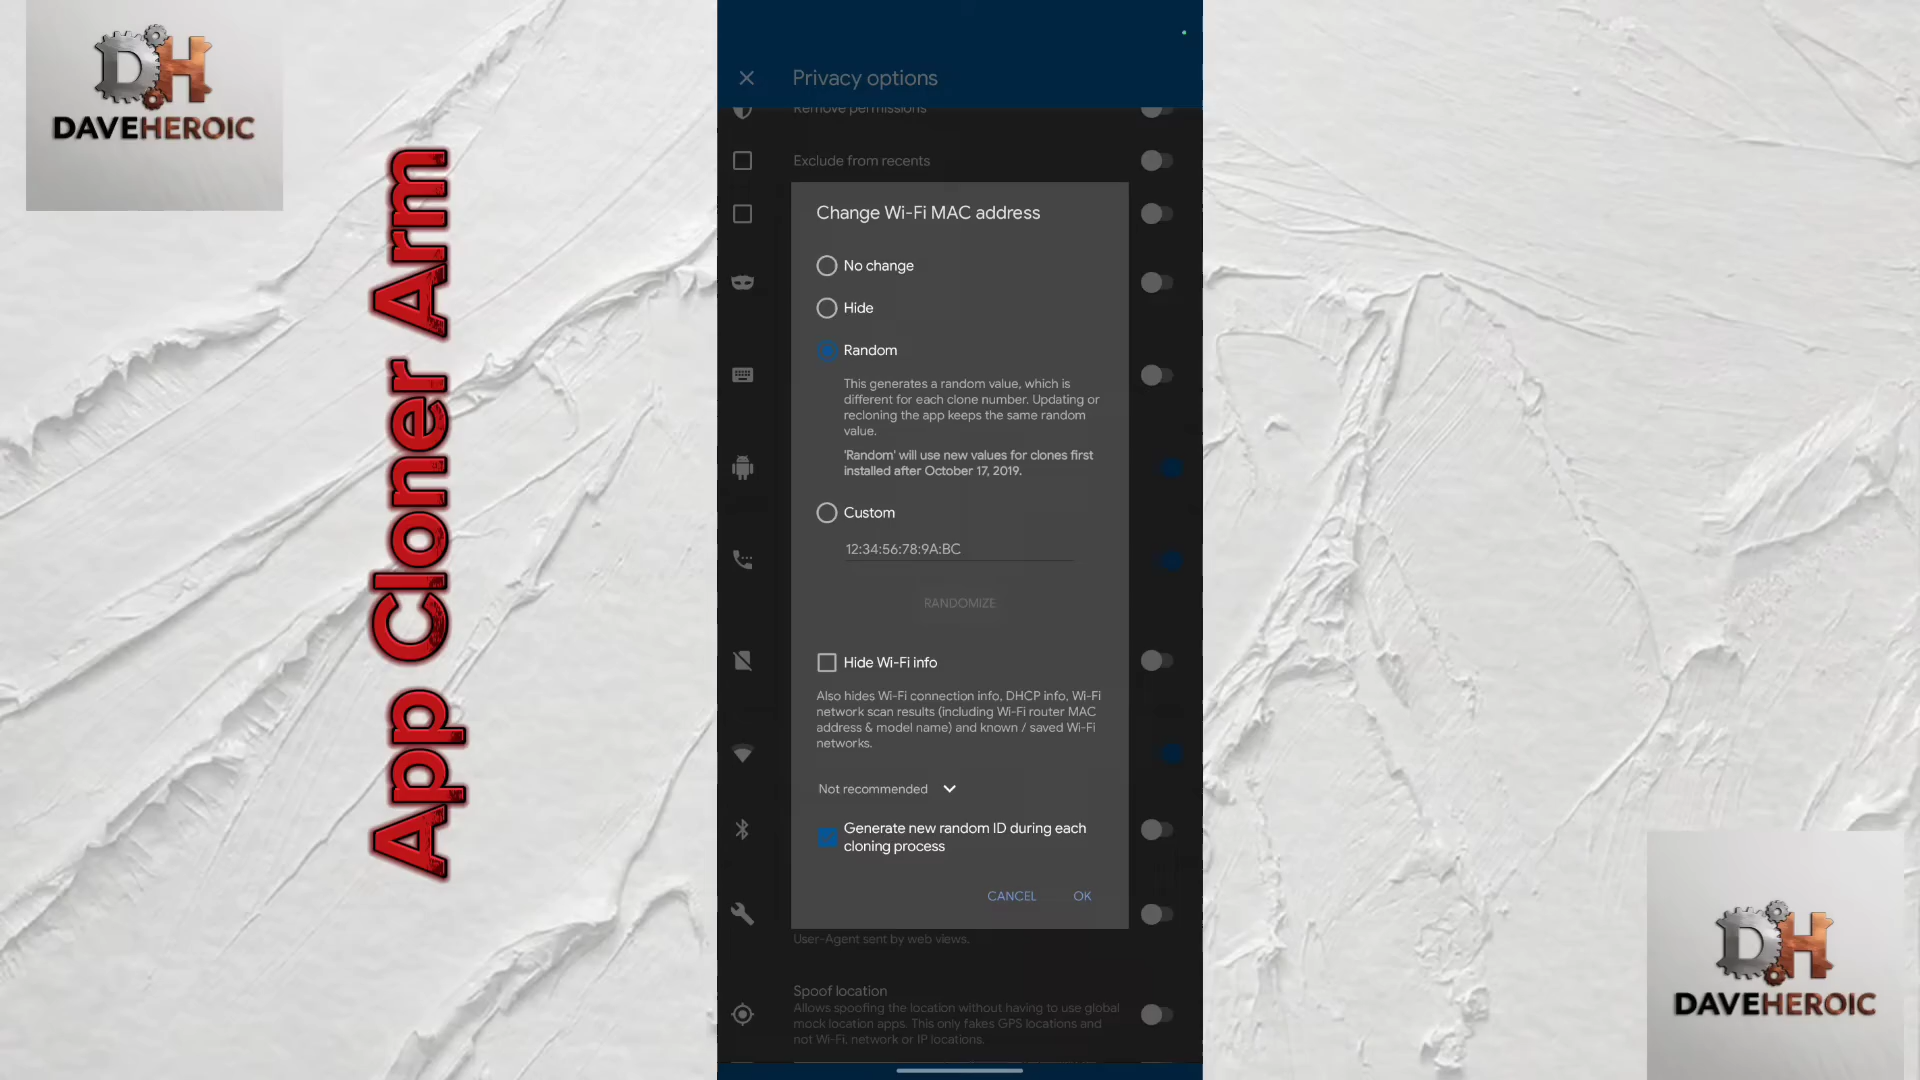 DH
DAVEHEROIC
App Cloner Arm
Privacy options
Remove permissions
Exclude from recents
Change Wi-Fi MAC address
No change
Hide
Random
This generates a random value, which is
different for each clone number. Updating or
recloning the app keeps the same random
value.
'Random' will use new values for clones first
installed after October 17, 2019.
Custom
12:34:56:78:9A:BC
RANDOMIZE
Hide Wi-Fi info
Also hides Wi-Fi connection info, DHCP info, Wi-Fi
network scan results (including Wi-Fi router MAC
address & model name) and known / saved Wi-Fi
networks.
Not recommended
Generate new random ID during each
cloning process
CANCEL OK
User-Agent sent by web views.
Spoof location
Allows spoofing the location without having to use global
mock location apps. This only fakes GPS locations and
not Wi-Fi, network or IP locations.
DH
DAVEHEROIC